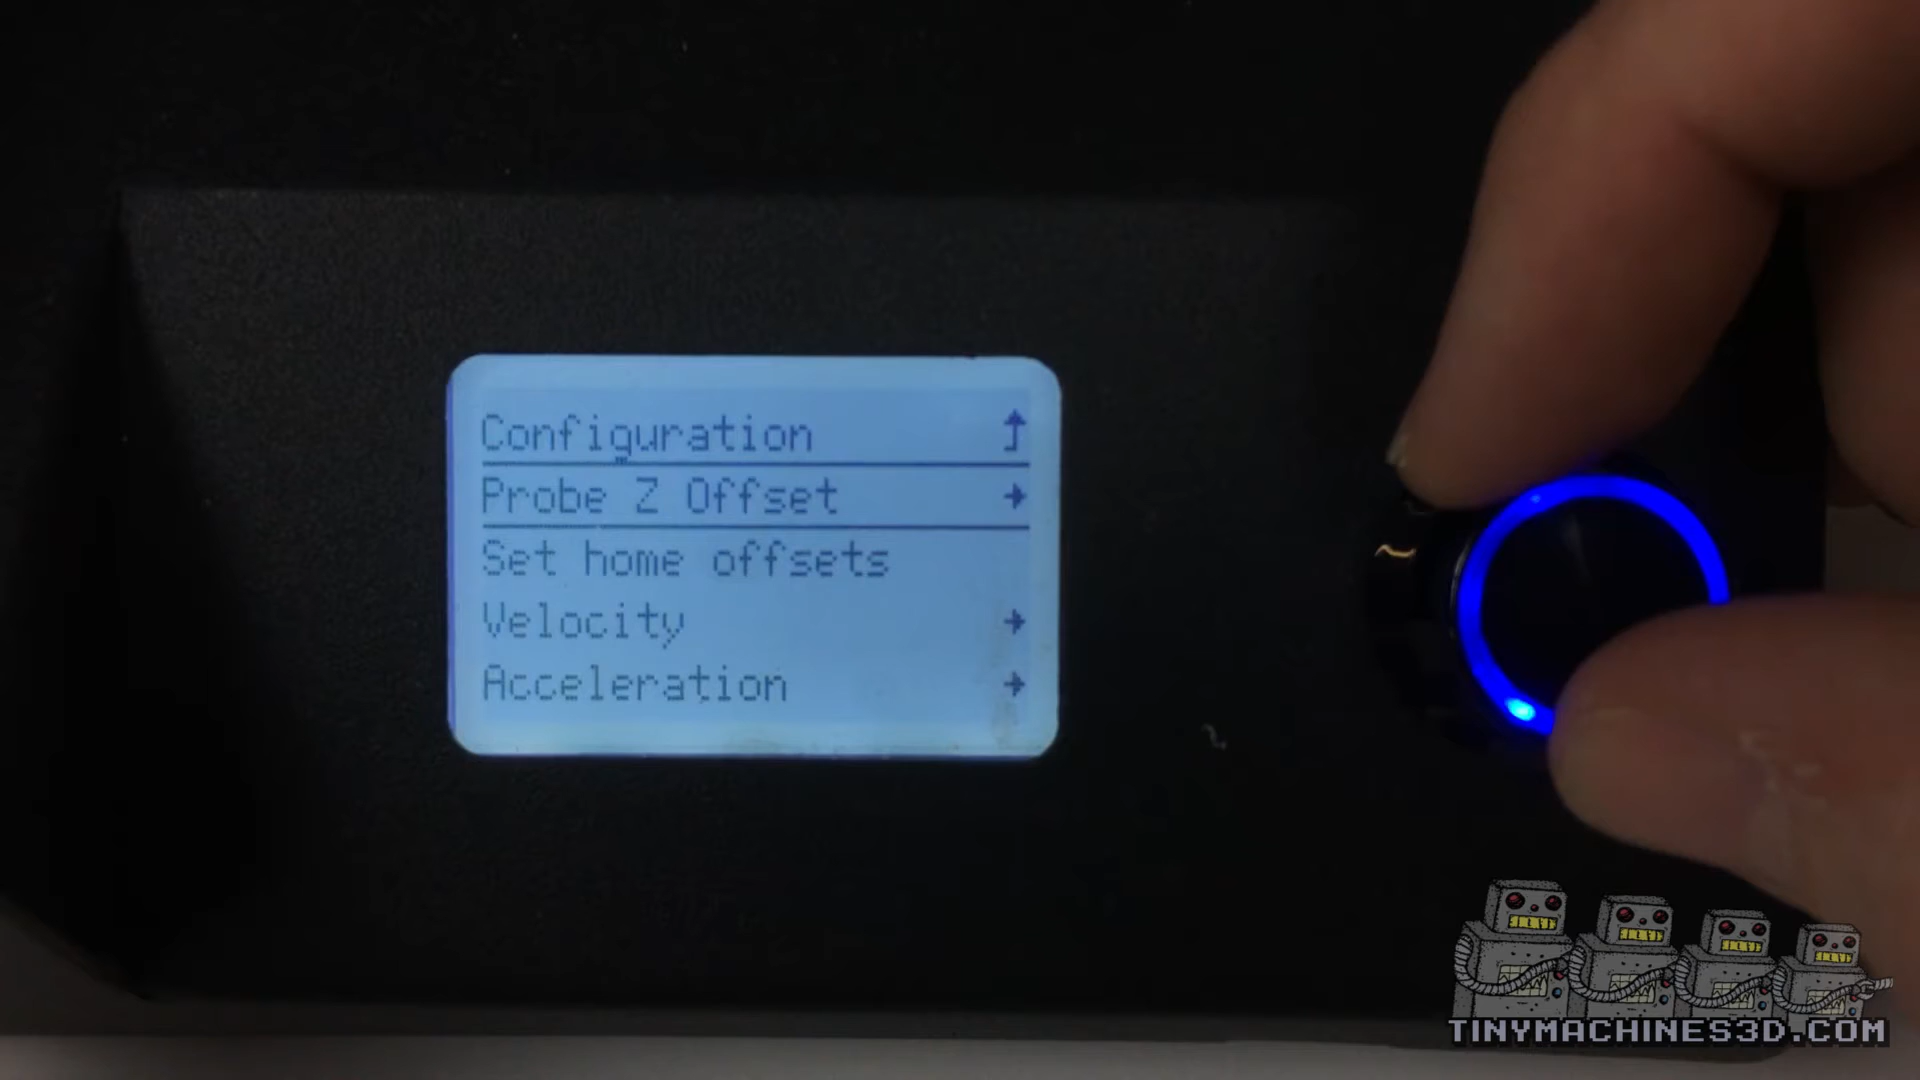 Configuration
Probe Z Offset
Set home offsets
Velocity
Acceleration
TINYMACHINES3D.COM